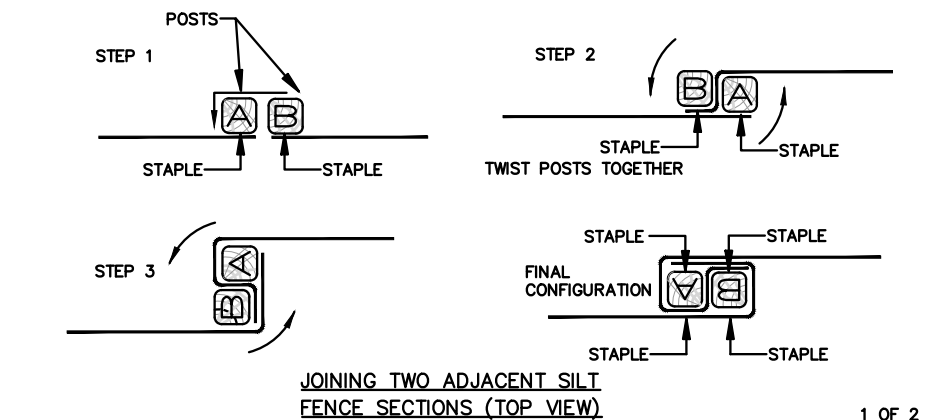 POSTS
STEP 1
A B
STAPLE STAPLE
STEP 2
B A
STAPLE STAPLE
TWIST POSTS TOGETHER
STEP 3
A
B
STAPLE STAPLE
FINAL
CONFIGURATION
A B
STAPLE STAPLE
JOINING TWO ADJACENT SILT
FENCE SECTIONS (TOP VIEW)
1 OF 2